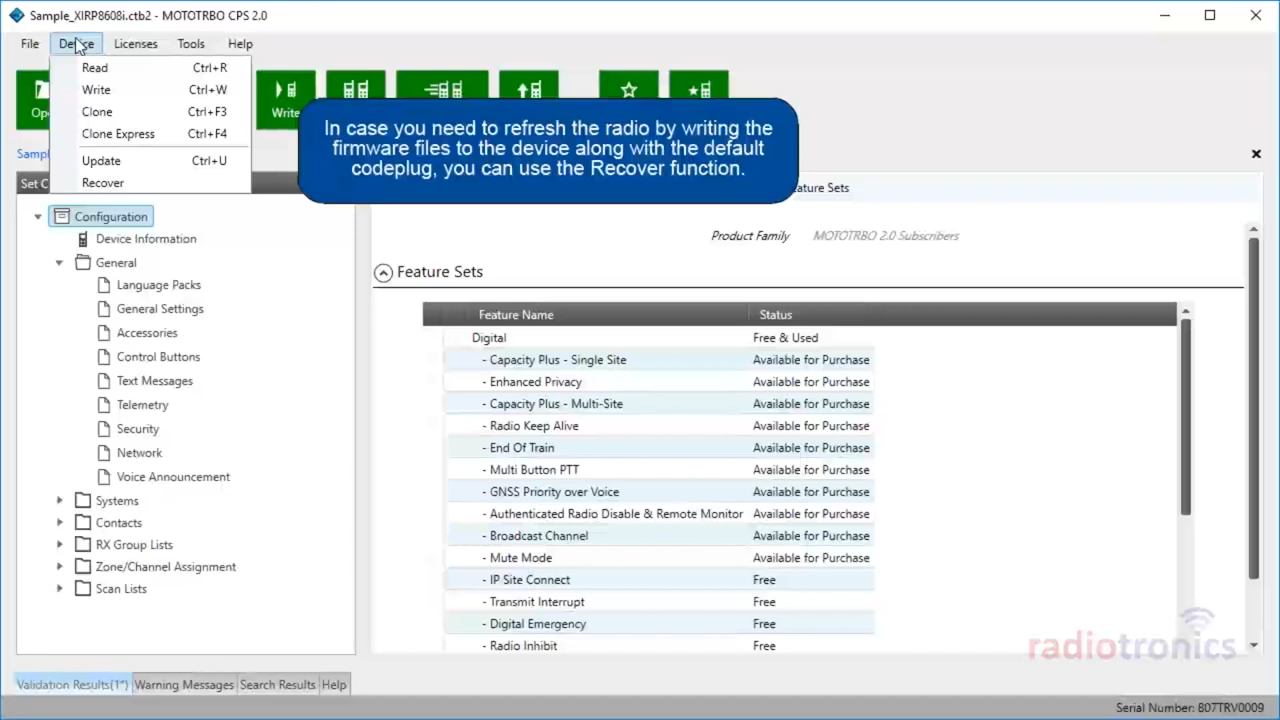 Sample_XIRP8608i.ctb2 - MOTOTRBO CPS 2.0
File Device Licenses Tools Help
Read Ctrl+R
Write Ctrl+W
Clone Ctrl+F3
Clone Express Ctrl+F4
Update Ctrl+U
Recover
Write
In case you need to refresh the radio by writing the
firmware files to the device along with the default
codeplug, you can use the Recover function.
Set C
Configuration
Device Information
General
Language Packs
General Settings
Accessories
Control Buttons
Text Messages
Telemetry
Security
Network
Voice Announcement
Systems
Contacts
RX Group Lists
Zone/Channel Assignment
Scan Lists
ature Sets
Product Family MOTOTRBO 2.0 Subscribers
Feature Sets
Feature Name Status
Digital Free & Used
- Capacity Plus - Single Site Available for Purchase
- Enhanced Privacy Available for Purchase
- Capacity Plus - Multi-Site Available for Purchase
- Radio Keep Alive Available for Purchase
- End Of Train Available for Purchase
- Multi Button PTT Available for Purchase
- GNSS Priority over Voice Available for Purchase
- Authenticated Radio Disable & Remote Monitor Available for Purchase
- Broadcast Channel Available for Purchase
- Mute Mode Available for Purchase
- IP Site Connect Free
- Transmit Interrupt Free
- Digital Emergency Free
- Radio Inhibit Free
radiotronics
Validation Results(1*) Warning Messages Search Results Help
Serial Number: 807TRV0009